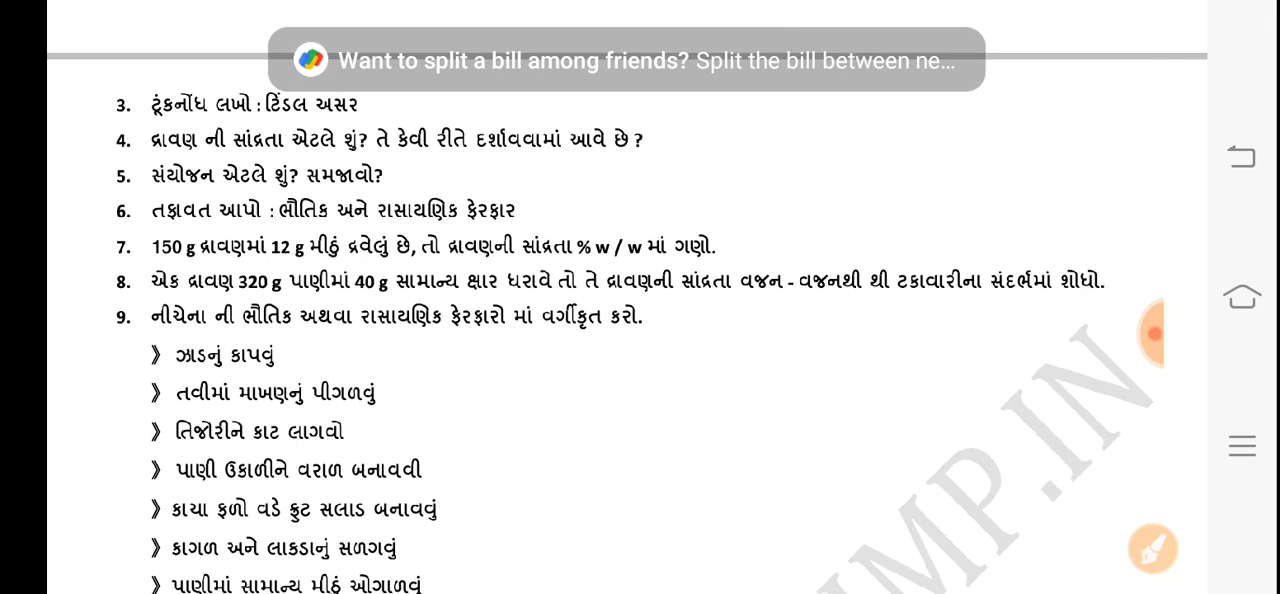 Want to split a bill among friends? Split the bill between ne...
3. ટૂંકનોંધ લખો : ટિંડલ અસર
4. દ્રાવણ ની સાંદ્રતા એટલે શું? તે કેવી રીતે દર્શાવવામાં આવે છે ?
5. સંયોજન એટલે શું? સમજાવો?
6. તફાવત આપો : ભૌતિક અને રાસાયણિક ફેરફાર
7. 150 g દ્રાવણમાં 12 g મીઠું દ્રવેલું છે, તો દ્રાવણની સાંદ્રતા % w / w માં ગણો.
8. એક દ્રાવણ 320 g પાણીમાં 40 g સામાન્ય ક્ષાર ધરાવે તો તે દ્રાવણની સાંદ્રતા વજન - વજનથી થી ટકાવારીના સંદર્ભમાં શોધો.
9. નીચેના ની ભૌતિક અથવા રાસાયણિક ફેરફારો માં વર્ગીકૃત કરો.
》 ઝાડનું કાપવું
》 તવીમાં માખણનું પીગળવું
》 તિજોરીને કાટ લાગવો
》 પાણી ઉકાળીને વરાળ બનાવવી
》 કાચા ફળો વડે ફ્રુટ સલાડ બનાવવું
》 કાગળ અને લાકડાનું સળગવું
》 પાણીમાં સામાન્ય મીઠું ઓગાળવું
IMP.IN